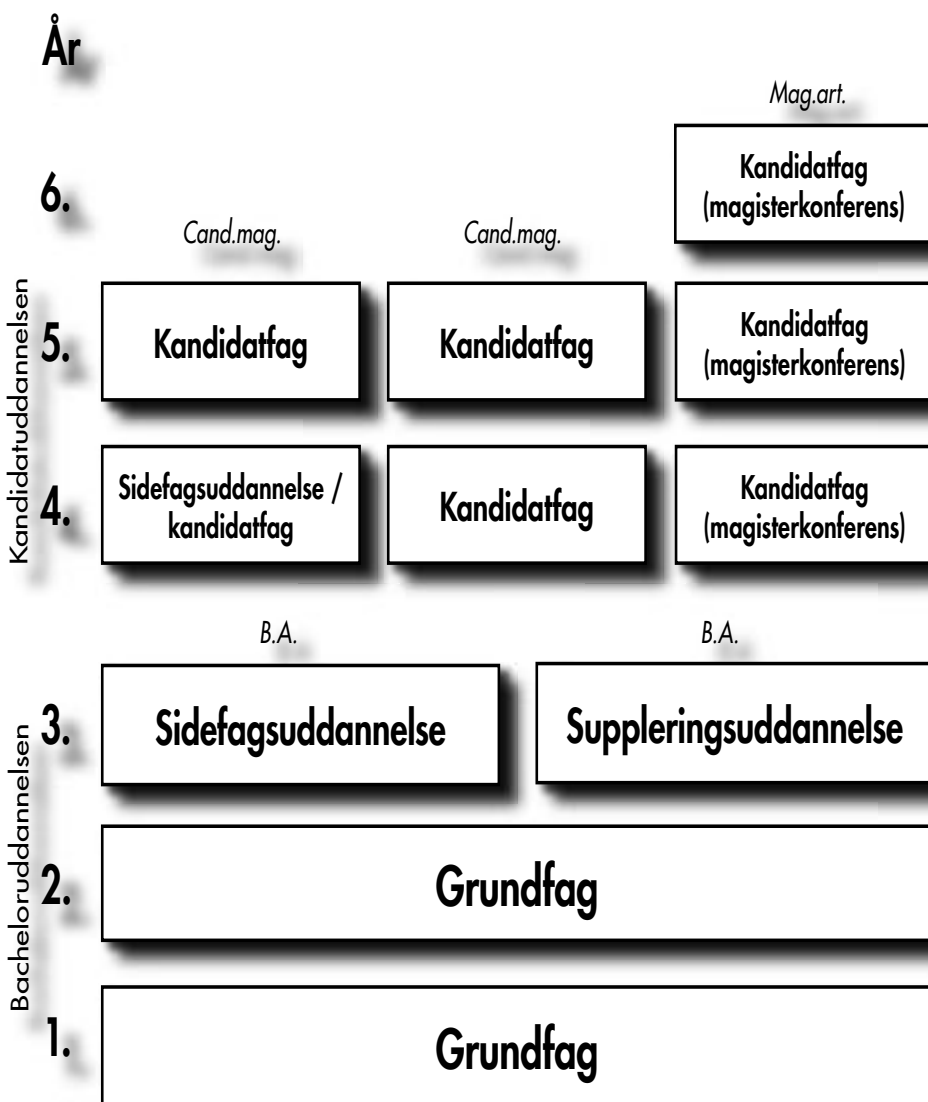 År
Mag.art.
6.
Kandidatfag
(magisterkonferens)
Cand.mag.
Cand.mag.
Kandidatuddannelsen
5.
Kandidatfag
Kandidatfag
Kandidatfag
(magisterkonferens)
4.
Sidefagsuddannelse /
kandidatfag
Kandidatfag
Kandidatfag
(magisterkonferens)
B.A.
B.A.
Bacheloruddannelsen
3.
Sidefagsuddannelse
Suppleringsuddannelse
2.
Grundfag
1.
Grundfag